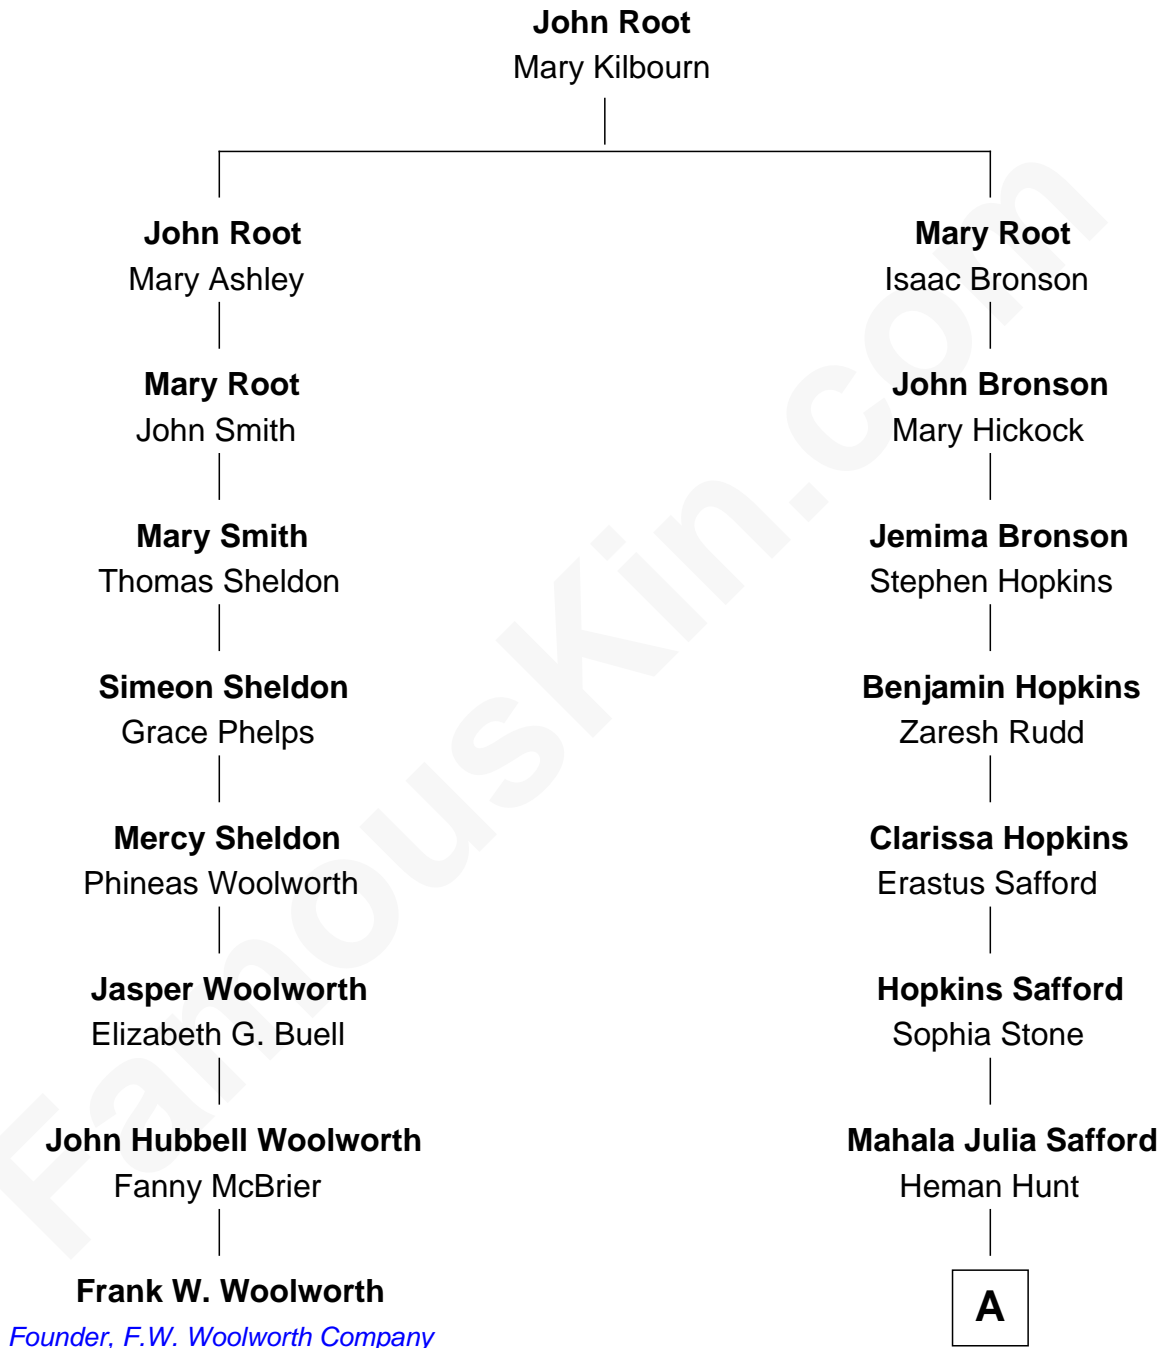 John Root
Mary Kilbourn
John Root
Mary Ashley
Mary Root
Isaac Bronson
Mary Root
John Smith
John Bronson
Mary Hickock
Mary Smith
Thomas Sheldon
Jemima Bronson
Stephen Hopkins
Simeon Sheldon
Grace Phelps
Benjamin Hopkins
Zaresh Rudd
Mercy Sheldon
Phineas Woolworth
Clarissa Hopkins
Erastus Safford
Jasper Woolworth
Elizabeth G. Buell
Hopkins Safford
Sophia Stone
John Hubbell Woolworth
Fanny McBrier
Mahala Julia Safford
Heman Hunt
Frank W. Woolworth
Founder, F.W. Woolworth Company
A
FamousKin.com